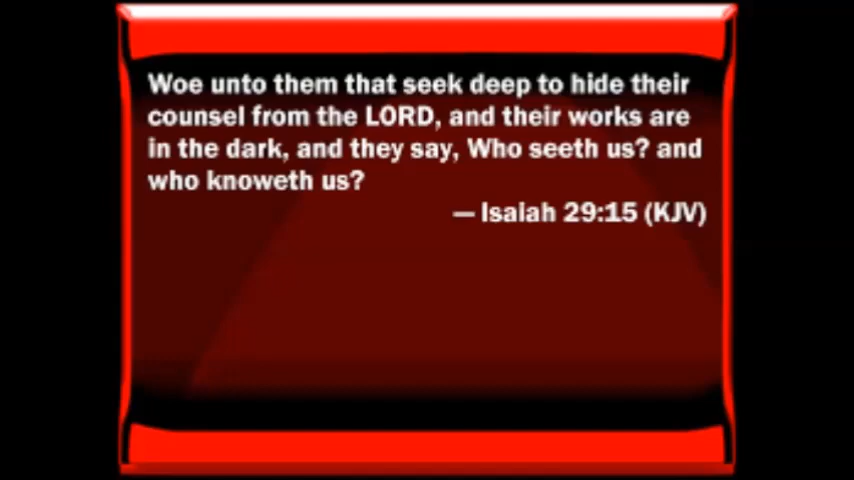 Woe unto them that seek deep to hide their
counsel from the LORD, and their works are
in the dark, and they say, Who seeth us? and
who knoweth us?
— Isaiah 29:15 (KJV)